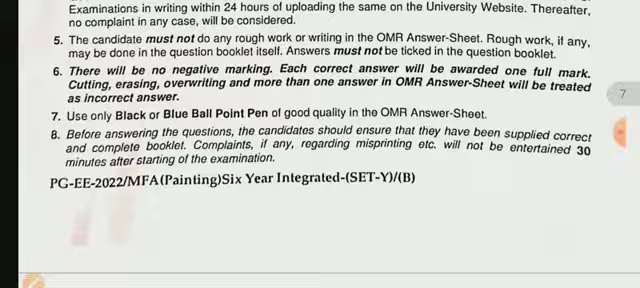 Examinations in writing within 24 hours of uploading the same on the University Website. Thereafter,
no complaint in any case, will be considered.
5. The candidate must not do any rough work or writing in the OMR Answer-Sheet. Rough work, if any,
may be done in the question booklet itself. Answers must not be ticked in the question booklet.
6. There will be no negative marking. Each correct answer will be awarded one full mark.
Cutting, erasing, overwriting and more than one answer in OMR Answer-Sheet will be treated
as incorrect answer.
7. Use only Black or Blue Ball Point Pen of good quality in the OMR Answer-Sheet.
8. Before answering the questions, the candidates should ensure that they have been supplied correct
and complete booklet. Complaints, if any, regarding misprinting etc. will not be entertained 30
minutes after starting of the examination.
PG-EE-2022/MFA(Painting)Six Year Integrated-(SET-Y)/(B)
7